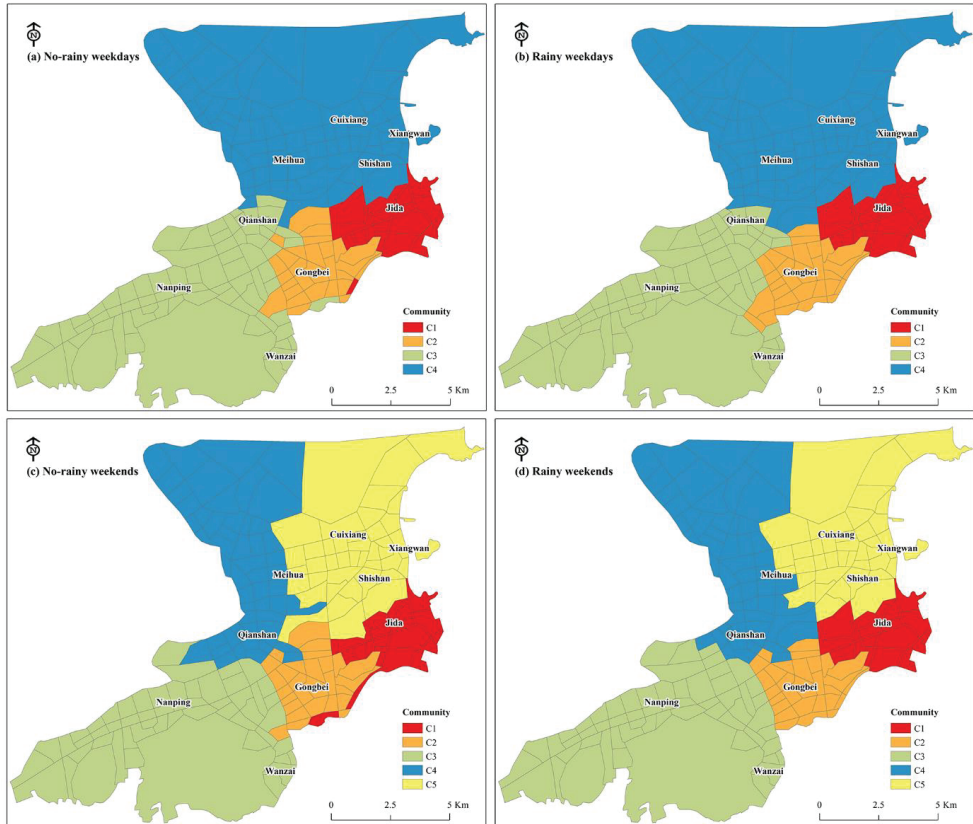 N
(a) No-rainy weekdays
Cuixiang
Xiangwan
Meihua
Shishan
Jida
Qianshan
Gongbei
Nanping
Wanzai
Community
C1
C2
C3
C4
0 2.5 5 Km
N
(b) Rainy weekdays
Cuixiang
Xiangwan
Meihua
Shishan
Jida
Qianshan
Gongbei
Nanping
Wanzai
Community
C1
C2
C3
C4
0 2.5 5 Km
N
(c) No-rainy weekends
Cuixiang
Xiangwan
Meihua
Shishan
Jida
Qianshan
Gongbei
Nanping
Wanzai
Community
C1
C2
C3
C4
C5
0 2.5 5 Km
N
(d) Rainy weekends
Cuixiang
Xiangwan
Meihua
Shishan
Jida
Qianshan
Gongbei
Nanping
Wanzai
Community
C1
C2
C3
C4
C5
0 2.5 5 Km